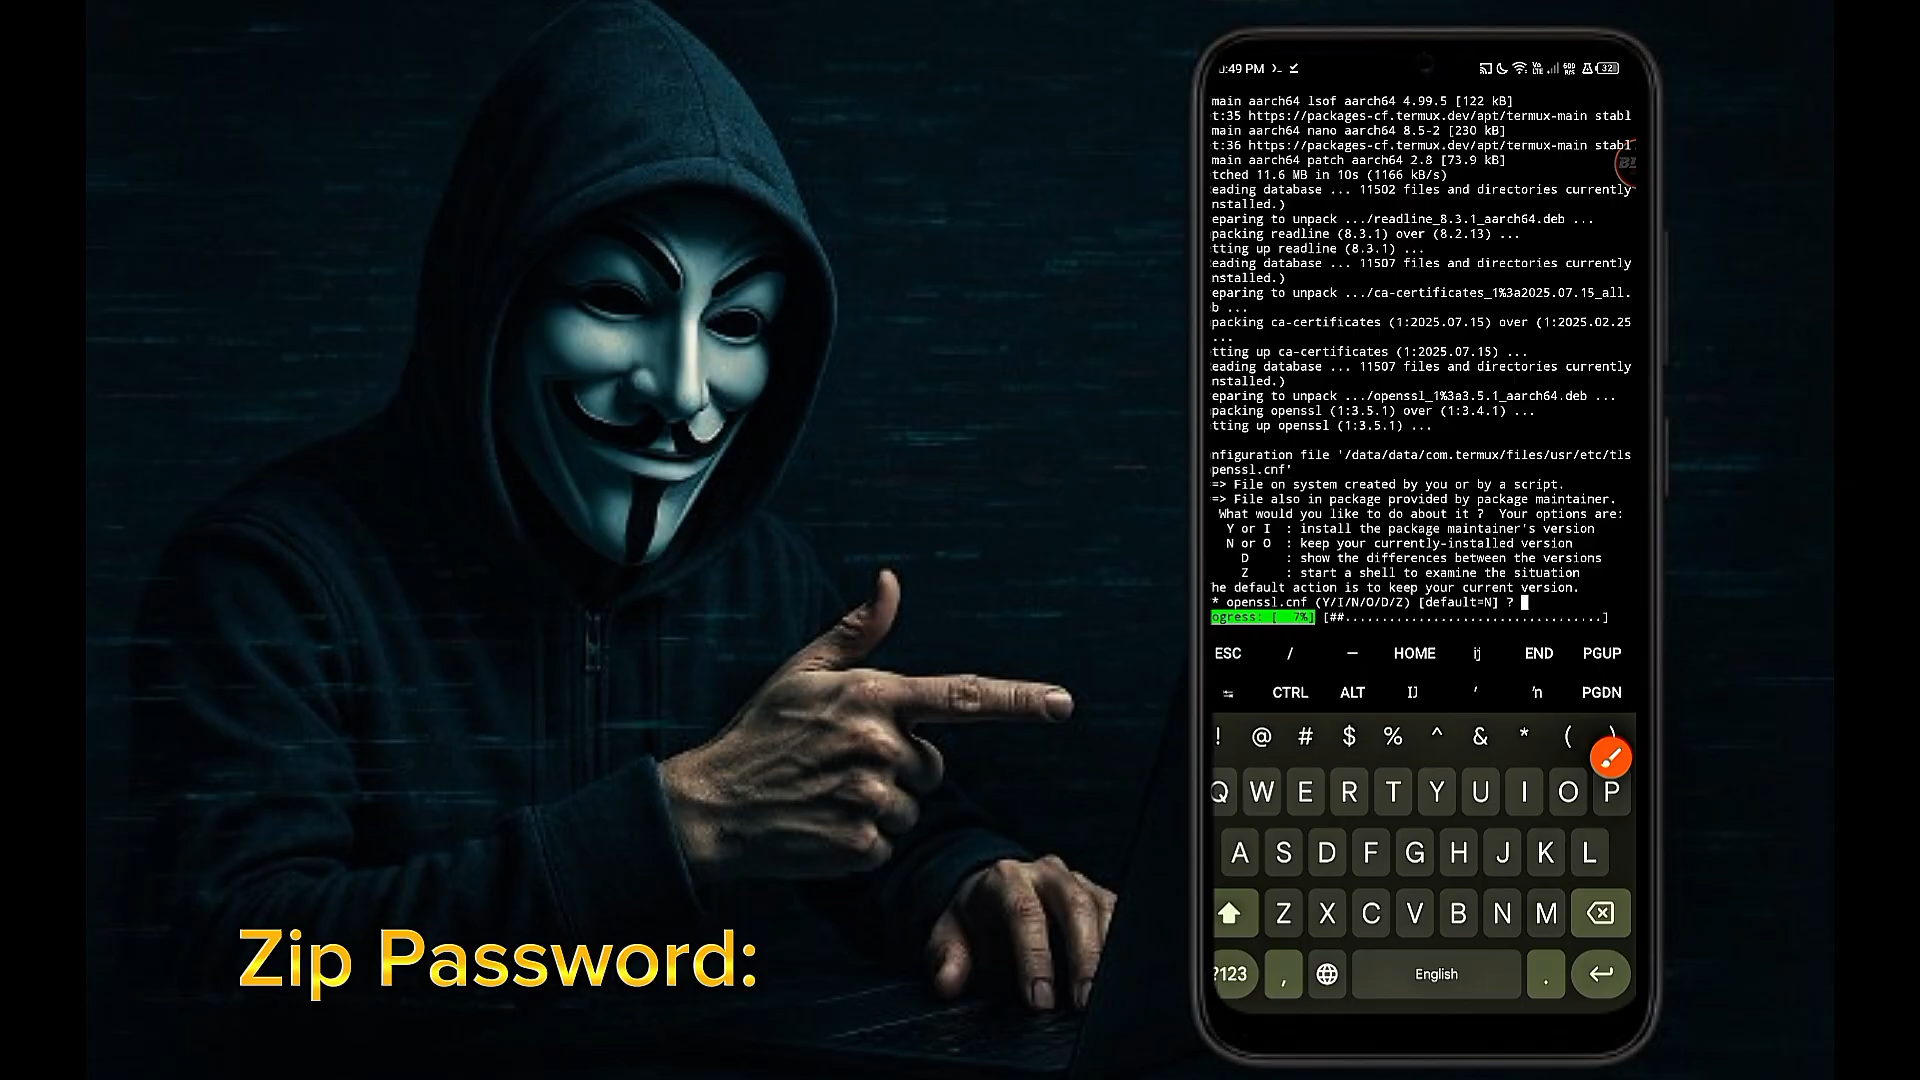 Zip Password:
:49 PM
32
main aarch64 lsof aarch64 4.99.5 [122 kB]
t:35 https://packages-cf.termux.dev/apt/termux-main stabl
main aarch64 nano aarch64 8.5-2 [230 kB]
t:36 https://packages-cf.termux.dev/apt/termux-main stabl
main aarch64 patch aarch64 2.8 [73.9 kB]
tched 11.6 MB in 10s (1166 kB/s)
eading database ... 11502 files and directories currently
nstalled.)
eparing to unpack .../readline_8.3.1_aarch64.deb ...
packing readline (8.3.1) over (8.2.13) ...
tting up readline (8.3.1) ...
eading database ... 11507 files and directories currently
nstalled.)
eparing to unpack .../ca-certificates_1%3a2025.07.15_all.
b ...
packing ca-certificates (1:2025.07.15) over (1:2025.02.25
...
tting up ca-certificates (1:2025.07.15) ...
eading database ... 11507 files and directories currently
nstalled.)
eparing to unpack .../openssl_1%3a3.5.1_aarch64.deb ...
packing openssl (1:3.5.1) over (1:3.4.1) ...
tting up openssl (1:3.5.1) ...
nfiguration file '/data/data/com.termux/files/usr/etc/tls
penssl.cnf'
=> File on system created by you or by a script.
=> File also in package provided by package maintainer.
What would you like to do about it ? Your options are:
Y or I : install the package maintainer's version
N or O : keep your currently-installed version
D : show the differences between the versions
Z : start a shell to examine the situation
he default action is to keep your current version.
* openssl.cnf (Y/I/N/O/D/Z) [default=N] ?
ogress: [ 7%] [##......................................]
ESC / — HOME END PGUP
CTRL ALT PGDN
! @ # $ % ^ & * ( )
Q W E R T Y U I O P
A S D F G H J K L
Z X C V B N M
?123 , English .